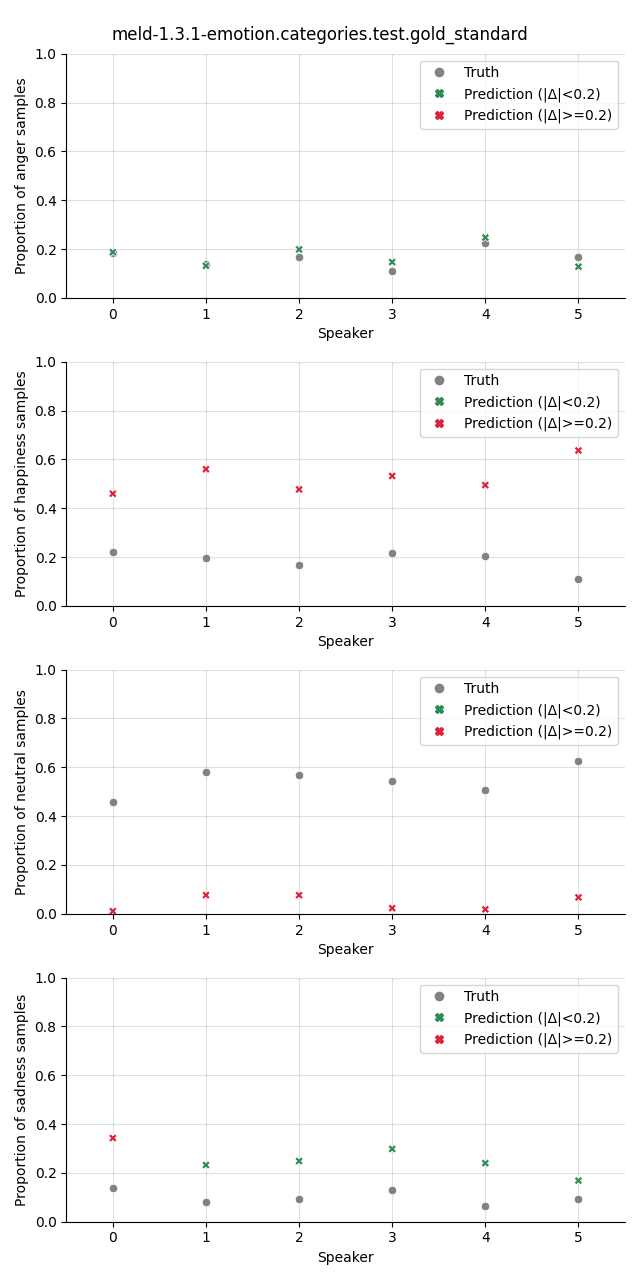 meld-1.3.1-emotion.categories.test.gold_standard
1.0
0.8
0.6
0.4
0.2
0.0
Proportion of anger samples
Truth
Prediction (|Δ|<0.2)
Prediction (|Δ|>=0.2)
0 1 2 3 4 5
Speaker
1.0
0.8
0.6
0.4
0.2
0.0
Proportion of happiness samples
Truth
Prediction (|Δ|<0.2)
Prediction (|Δ|>=0.2)
0 1 2 3 4 5
Speaker
1.0
0.8
0.6
0.4
0.2
0.0
Proportion of neutral samples
Truth
Prediction (|Δ|<0.2)
Prediction (|Δ|>=0.2)
0 1 2 3 4 5
Speaker
1.0
0.8
0.6
0.4
0.2
0.0
Proportion of sadness samples
Truth
Prediction (|Δ|<0.2)
Prediction (|Δ|>=0.2)
0 1 2 3 4 5
Speaker